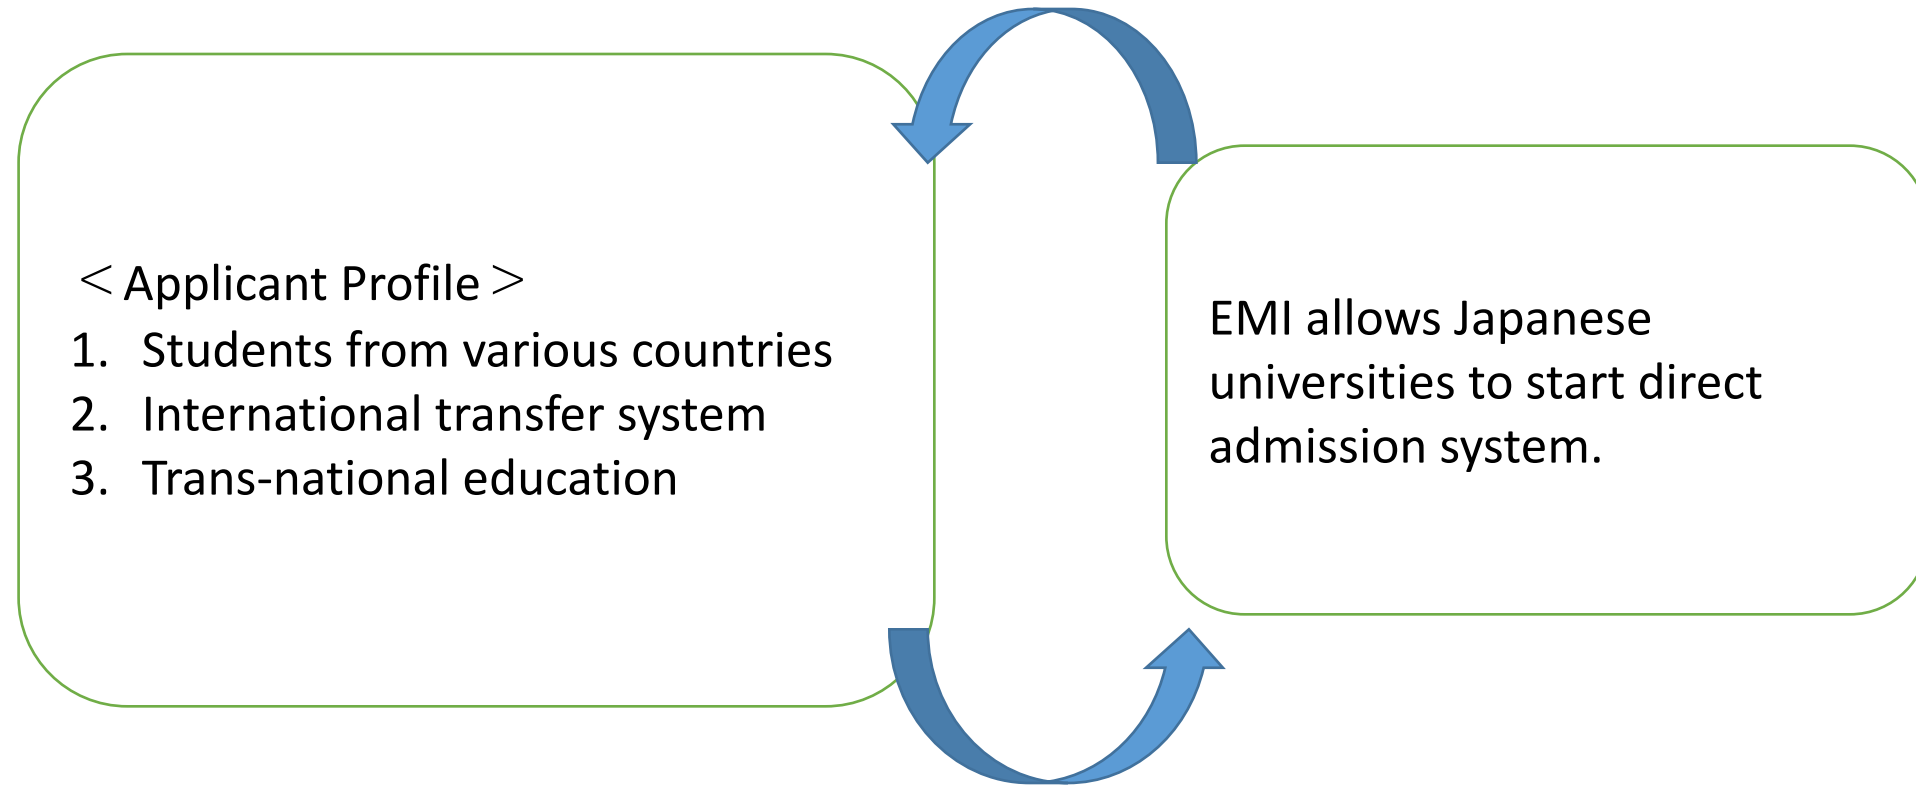 ＜Applicant Profile＞
1. Students from various countries
2. International transfer system
3. Trans-national education
EMI allows Japanese
universities to start direct
admission system.